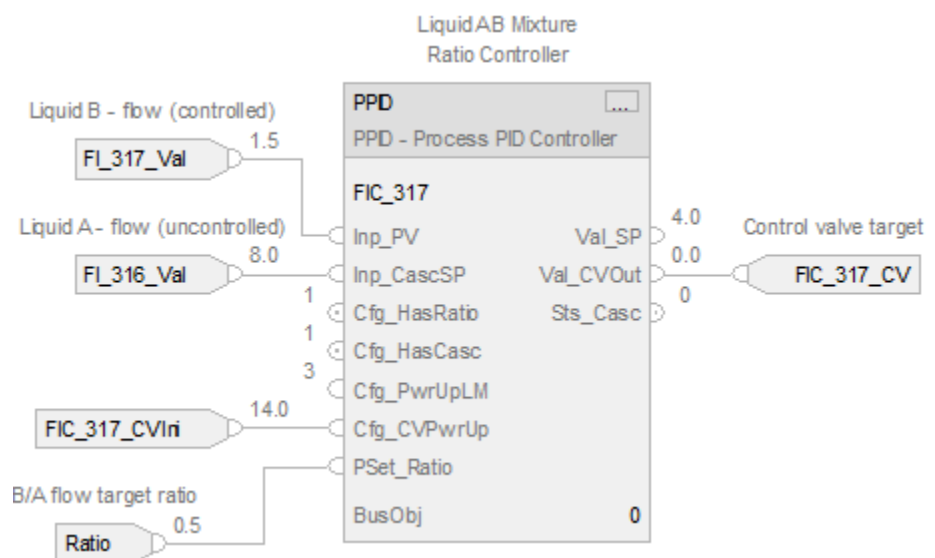 Liquid AB Mixture
Ratio Controller
PPID ...
PPID - Process PID Controller
FIC_317
Liquid B - flow (controlled)
FI_317_Val 1.5
Inp_PV
Liquid A - flow (uncontrolled)
FI_316_Val 8.0
Inp_CascSP
1 Cfg_HasRatio
1 Cfg_HasCasc
3 Cfg_PwrUpLM
FIC_317_CVIni 14.0
Cfg_CVPwrUp
PSet_Ratio
B/A flow target ratio
Ratio 0.5
BusObj 0
Val_SP 4.0
Control valve target
Val_CVOut 0.0
FIC_317_CV
Sts_Casc 0